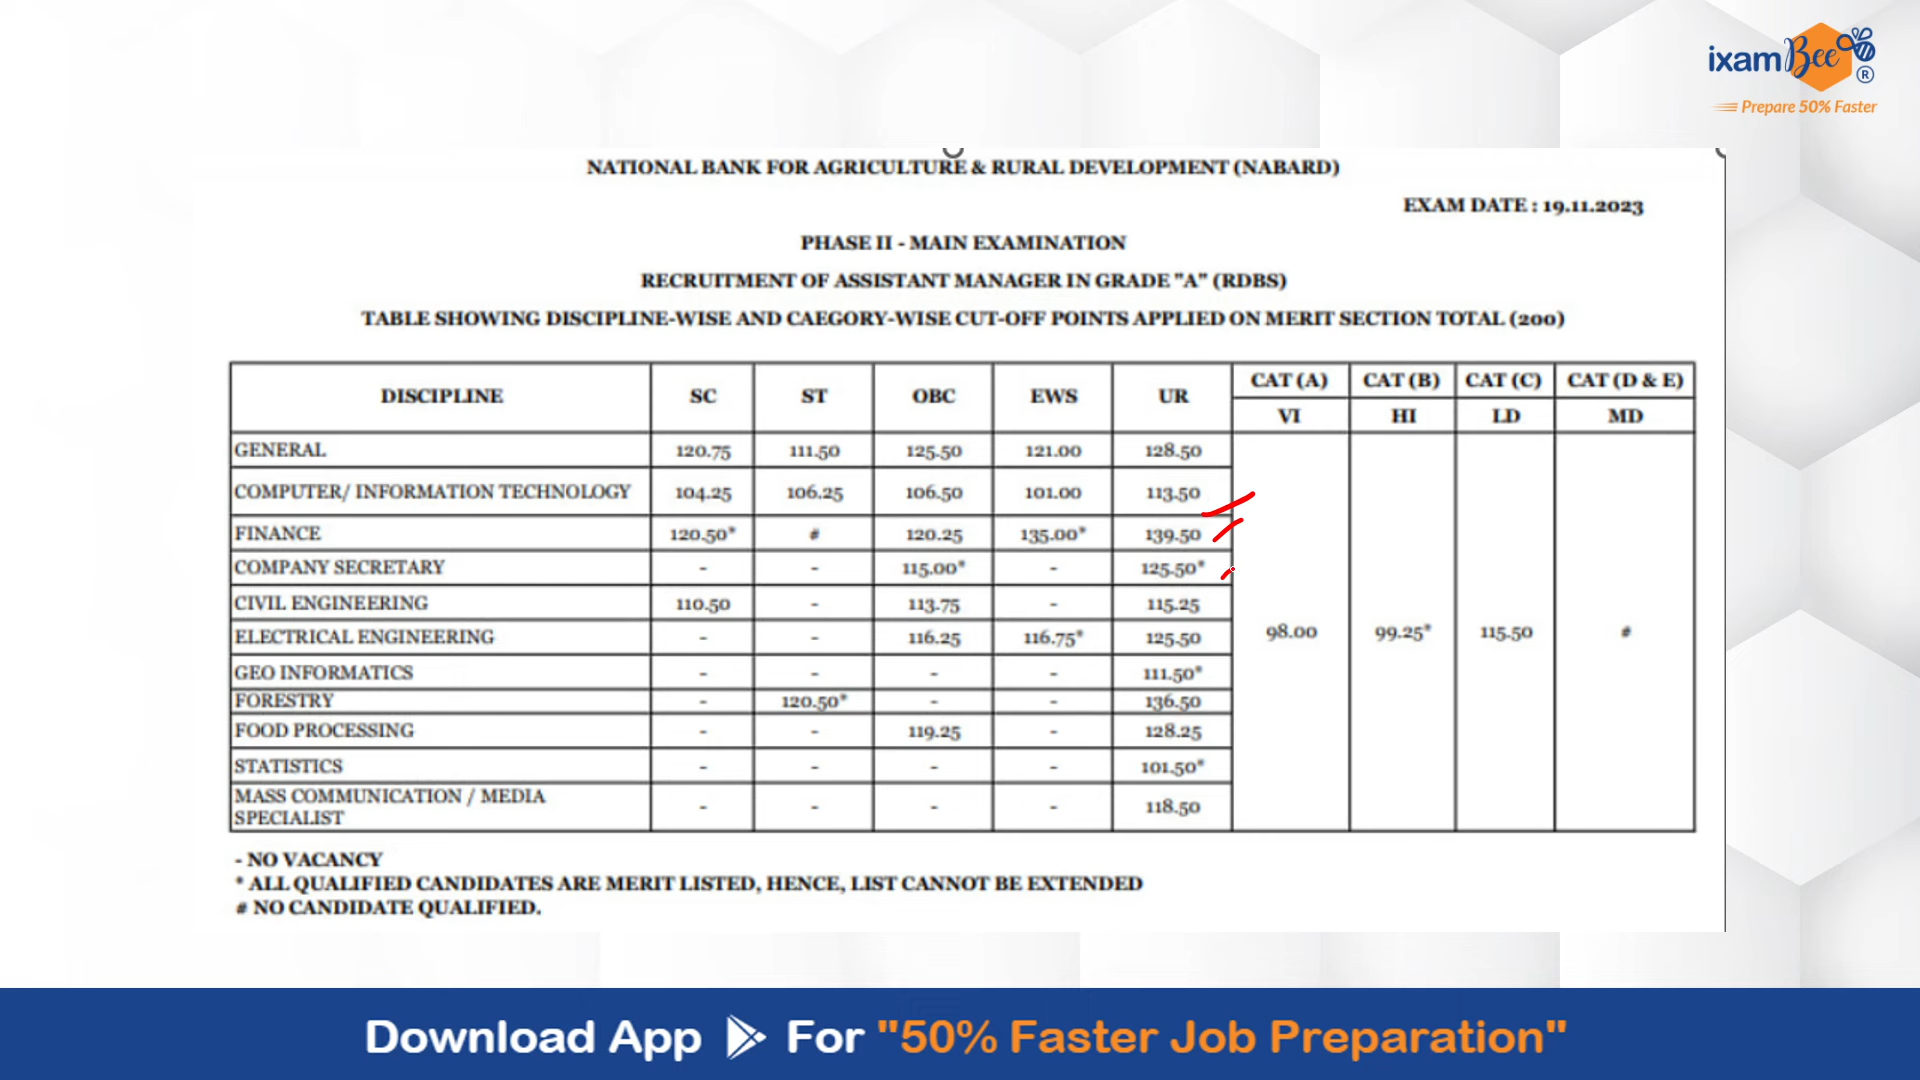 ixamBee®
Prepare 50% Faster
NATIONAL BANK FOR AGRICULTURE & RURAL DEVELOPMENT (NABARD)
EXAM DATE : 19.11.2023
PHASE II - MAIN EXAMINATION
RECRUITMENT OF ASSISTANT MANAGER IN GRADE "A" (RDBS)
TABLE SHOWING DISCIPLINE-WISE AND CAEGORY-WISE CUT-OFF POINTS APPLIED ON MERIT SECTION TOTAL (200)
DISCIPLINE SC ST OBC EWS UR CAT (A) CAT (B) CAT (C) CAT (D & E)
VI HI LD MD
GENERAL 120.75 111.50 125.50 121.00 128.50
COMPUTER/ INFORMATION TECHNOLOGY 104.25 106.25 106.50 101.00 113.50
FINANCE 120.50* # 120.25 135.00* 139.50
COMPANY SECRETARY - - 115.00* - 125.50*
CIVIL ENGINEERING 110.50 - 113.75 - 115.25
ELECTRICAL ENGINEERING - - 116.25 116.75* 125.50 98.00 99.25* 115.50 #
GEO INFORMATICS - - - - 111.50*
FORESTRY - 120.50* - - 136.50
FOOD PROCESSING - - 119.25 - 128.25
STATISTICS - - - - 101.50*
MASS COMMUNICATION / MEDIA
SPECIALIST - - - - 118.50
- NO VACANCY
* ALL QUALIFIED CANDIDATES ARE MERIT LISTED, HENCE, LIST CANNOT BE EXTENDED
# NO CANDIDATE QUALIFIED.
Download App For "50% Faster Job Preparation"